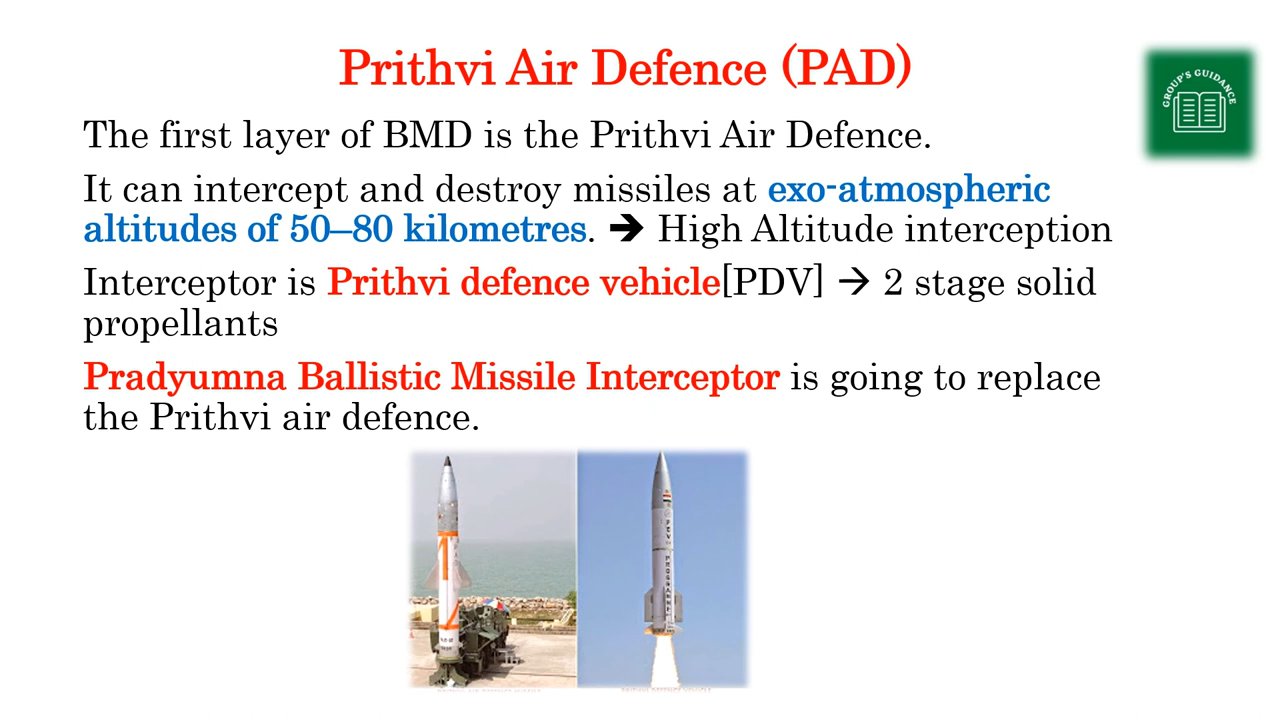 Prithvi Air Defence (PAD)
GROUP'S GUIDANCE
The first layer of BMD is the Prithvi Air Defence.
It can intercept and destroy missiles at exo-atmospheric
altitudes of 50–80 kilometres. 🡺 High Altitude interception
Interceptor is Prithvi defence vehicle[PDV] → 2 stage solid
propellants
Pradyumna Ballistic Missile Interceptor is going to replace
the Prithvi air defence.
PDV
PROGRAMME